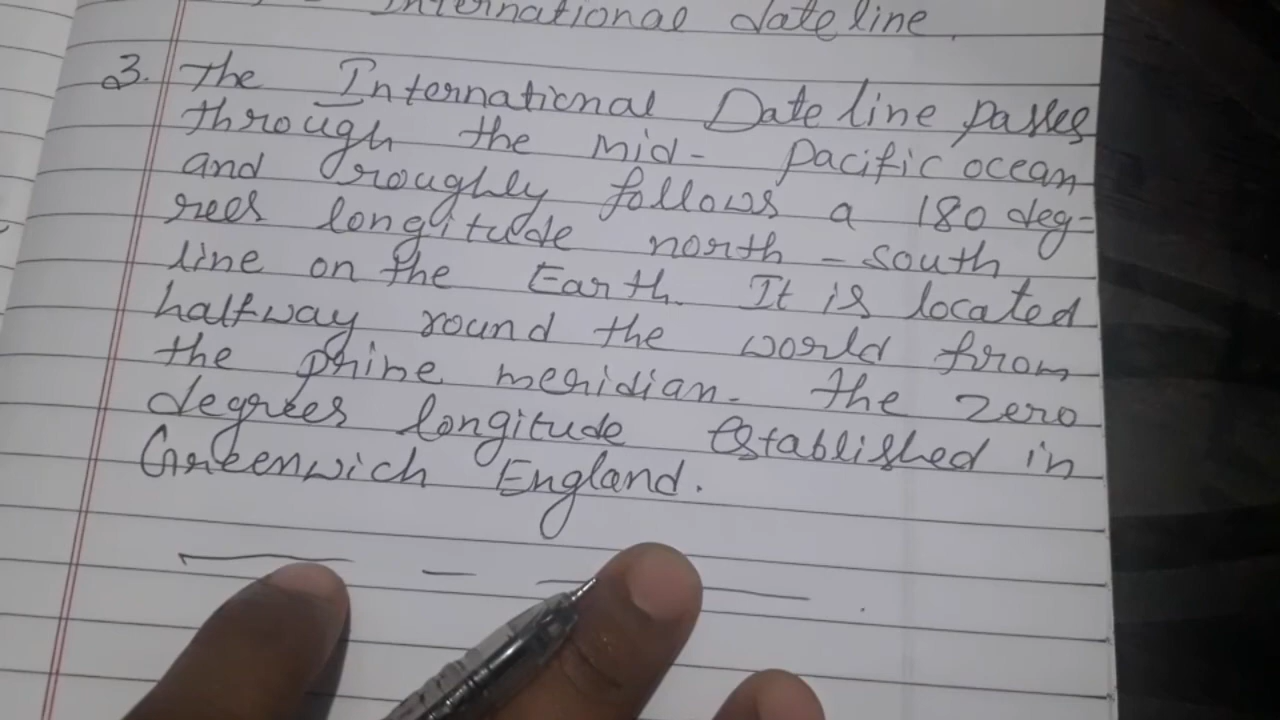 International date line.
3. The International Date line passes
through the mid- pacific ocean
and roughly follows a 180 deg=
rees longitude north - south
line on the Earth. It is located
halfway round the world from
the prime meridian. the zero
degrees longitude established in
Greenwich England.